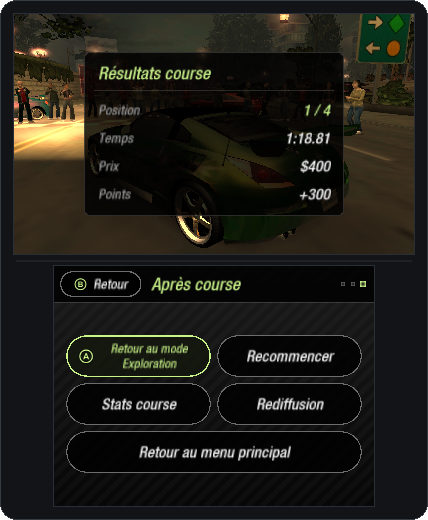 Résultats course
Position 1 / 4
Temps 1:18.81
Prix $400
Points +300
B Retour
Après course
A Retour au mode
Exploration
Recommencer
Stats course
Rediffusion
Retour au menu principal